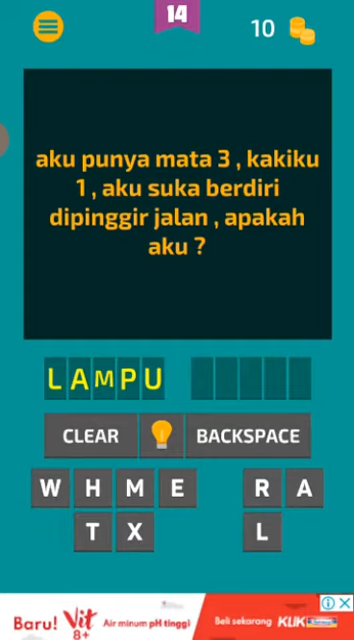 14
10
aku punya mata 3 , kakiku
1 , aku suka berdiri
dipinggir jalan , apakah
aku ?
LAMPU
CLEAR
BACKSPACE
W H M E R A
T X L
Baru! Vit 8+ Air minum pH tinggi Beli sekarang KLIK